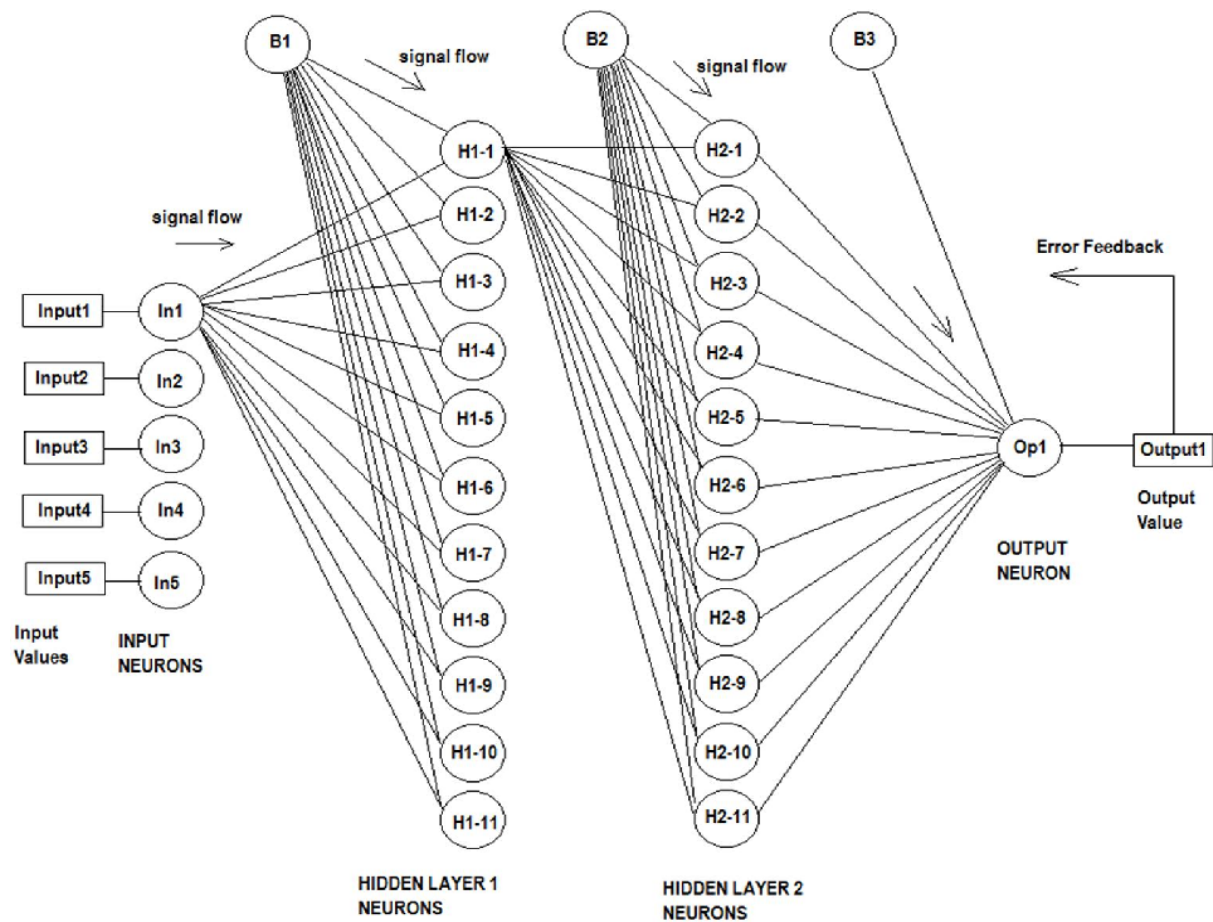 B1
B2
B3
signal flow
signal flow
H1-1
H2-1
H1-2
H2-2
signal flow
Error Feedback
H1-3
H2-3
Input1
In1
H1-4
H2-4
Input2
In2
H1-5
H2-5
Input3
In3
Op1
Output1
H1-6
H2-6
Input4
In4
Output
Value
H1-7
H2-7
OUTPUT
NEURON
Input5
In5
H1-8
H2-8
Input
Values
INPUT
NEURONS
H1-9
H2-9
H1-10
H2-10
H1-11
H2-11
HIDDEN LAYER 1
NEURONS
HIDDEN LAYER 2
NEURONS